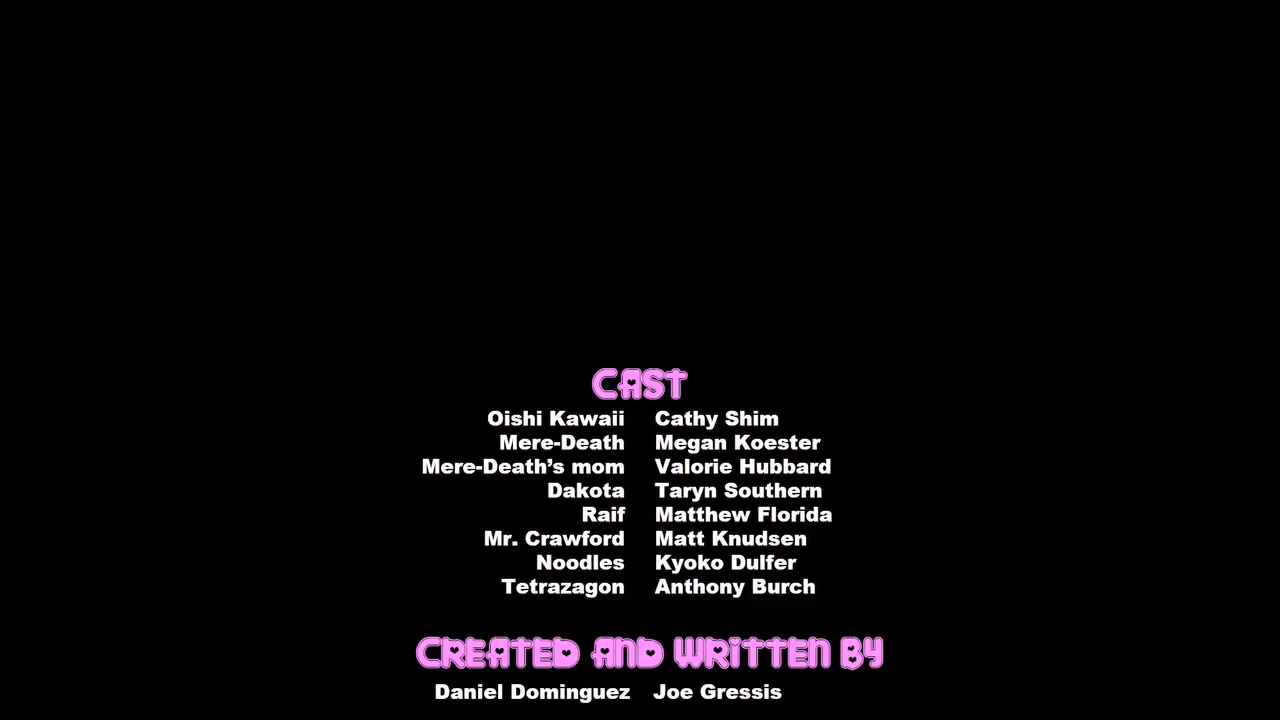 CAST
Oishi Kawaii Cathy Shim
Mere-Death Megan Koester
Mere-Death’s mom Valorie Hubbard
Dakota Taryn Southern
Raif Matthew Florida
Mr. Crawford Matt Knudsen
Noodles Kyoko Dulfer
Tetrazagon Anthony Burch
CREATED AND WRITTEN BY
Daniel Dominguez Joe Gressis